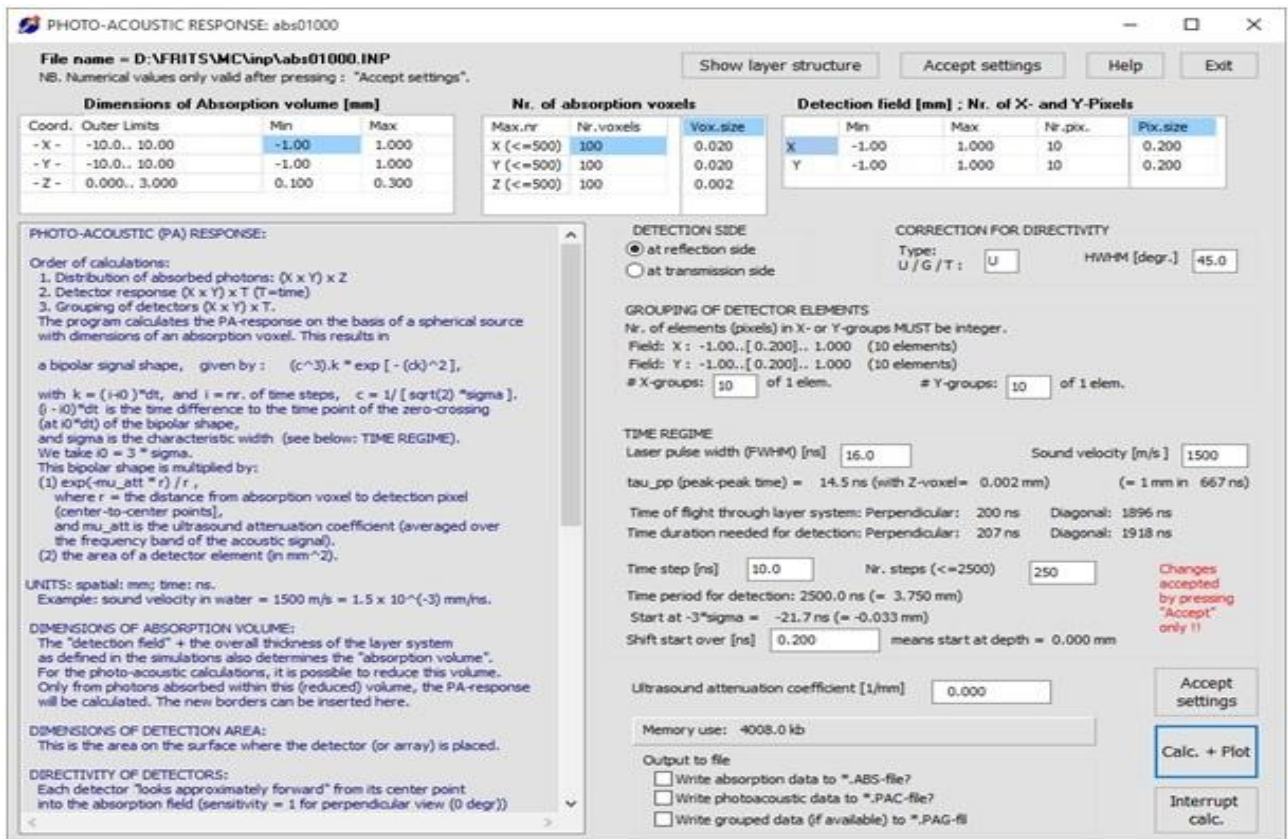 PHOTO-ACOUSTIC RESPONSE: abs01000
File name = D:\FRITS\MC\inp\abs01000.INP
NB. Numerical values only valid after pressing : "Accept settings".
Show layer structure
Accept settings
Help
Exit
Dimensions of Absorption volume [mm]
Coord. Outer Limits Min Max
- X - -10.0.. 10.00 -1.00 1.000
- Y - -10.0.. 10.00 -1.00 1.000
- Z - 0.000.. 3.000 0.100 0.300
Nr. of absorption voxels
Max.nr Nr.voxels Vox.size
X (<=500) 100 0.020
Y (<=500) 100 0.020
Z (<=500) 100 0.002
Detection field [mm] ; Nr. of X- and Y-Pixels
Min Max Nr.pix. Pix.size
X -1.00 1.000 10 0.200
Y -1.00 1.000 10 0.200
PHOTO-ACOUSTIC (PA) RESPONSE:
Order of calculations:
1. Distribution of absorbed photons: (X x Y) x Z
2. Detector response (X x Y) x T (T=time)
3. Grouping of detectors (X x Y) x T.
The program calculates the PA-response on the basis of a spherical source
with dimensions of an absorption voxel. This results in
a bipolar signal shape, given by : (c^3).k * exp [ - (ck)^2 ],
with k = (i-i0 )*dt, and i = nr. of time steps, c = 1/ [ sqrt(2) *sigma ].
(i - i0)*dt is the time difference to the time point of the zero-crossing
(at i0*dt) of the bipolar shape,
and sigma is the characteristic width (see below: TIME REGIME).
We take i0 = 3 * sigma.
This bipolar shape is multiplied by:
(1) exp(-mu_att * r) / r ,
where r = the distance from absorption voxel to detection pixel
(center-to-center points],
and mu_att is the ultrasound attenuation coefficient (averaged over
the frequency band of the acoustic signal).
(2) the area of a detector element (in mm^2).
UNITS: spatial: mm; time: ns.
Example: sound velocity in water = 1500 m/s = 1.5 x 10^(-3) mm/ns.
DIMENSIONS OF ABSORPTION VOLUME:
The "detection field" + the overall thickness of the layer system
as defined in the simulations also determines the "absorption volume".
For the photo-acoustic calculations, it is possible to reduce this volume.
Only from photons absorbed within this (reduced) volume, the PA-response
will be calculated. The new borders can be inserted here.
DIMENSIONS OF DETECTION AREA:
This is the area on the surface where the detector (or array) is placed.
DIRECTIVITY OF DETECTORS:
Each detector "looks approximately forward" from its center point
into the absorption field (sensitivity = 1 for perpendicular view (0 degr))
DETECTION SIDE
at reflection side
at transmission side
CORRECTION FOR DIRECTIVITY
Type:
U / G / T : U
HWHM [degr.] 45.0
GROUPING OF DETECTOR ELEMENTS
Nr. of elements (pixels) in X- or Y-groups MUST be integer.
Field: X : -1.00..[ 0.200].. 1.000 (10 elements)
Field: Y : -1.00..[ 0.200].. 1.000 (10 elements)
# X-groups: 10 of 1 elem. # Y-groups: 10 of 1 elem.
TIME REGIME
Laser pulse width (FWHM) [ns] 16.0 Sound velocity [m/s ] 1500
tau_pp (peak-peak time) = 14.5 ns (with Z-voxel= 0.002 mm) (= 1 mm in 667 ns)
Time of flight through layer system: Perpendicular: 200 ns Diagonal: 1896 ns
Time duration needed for detection: Perpendicular: 207 ns Diagonal: 1918 ns
Time step [ns] 10.0 Nr. steps (<=2500) 250
Time period for detection: 2500.0 ns (= 3.750 mm)
Start at -3*sigma = -21.7 ns (= -0.033 mm)
Shift start over [ns] 0.200 means start at depth = 0.000 mm
Changes
accepted
by pressing
"Accept"
only !!
Ultrasound attenuation coefficient [1/mm] 0.000
Memory use: 4008.0 kb
Output to file
Write absorption data to *.ABS-file?
Write photoacoustic data to *.PAC-file?
Write grouped data (if available) to *.PAG-fil
Accept
settings
Calc. + Plot
Interrupt
calc.